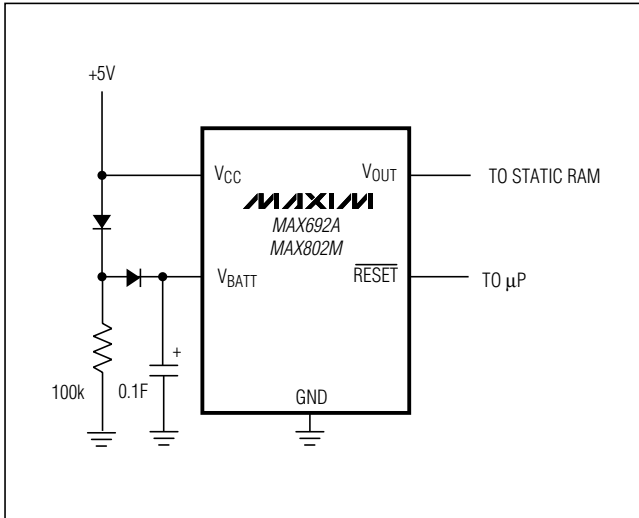 +5V
VCC
VOUT
TO STATIC RAM
MAXIM
MAX692A
MAX802M
VBATT
RESET
TO μP
+
100k
0.1F
GND